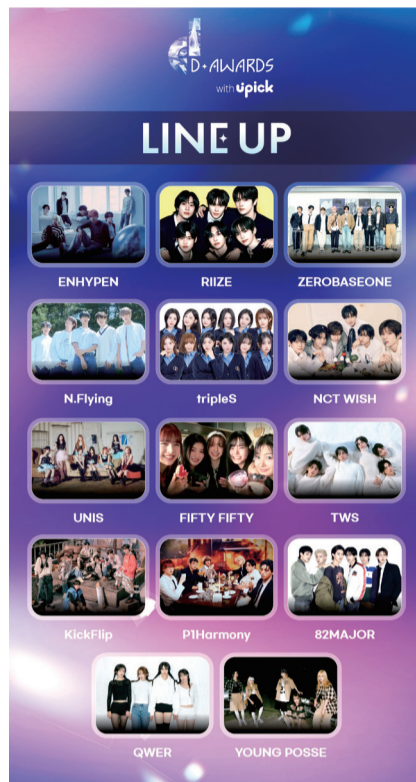 D·AWARDS
with upick
LINE UP
ENHYPEN RIIZE ZEROBASEONE
N.Flying tripleS NCT WISH
UNIS FIFTY FIFTY TWS
KickFlip P1Harmony 82MAJOR
QWER YOUNG POSSE